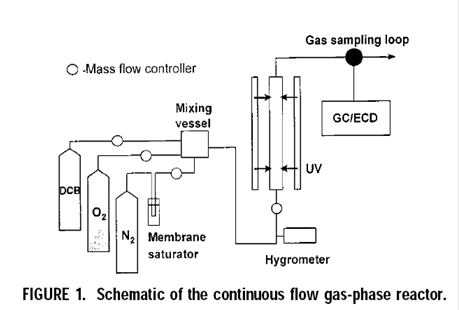 Gas sampling loop
-Mass flow controller
Mixing
vessel
GC/ECD
UV
DCB
O2
N2
Membrane
saturator
Hygrometer
FIGURE 1. Schematic of the continuous flow gas-phase reactor.